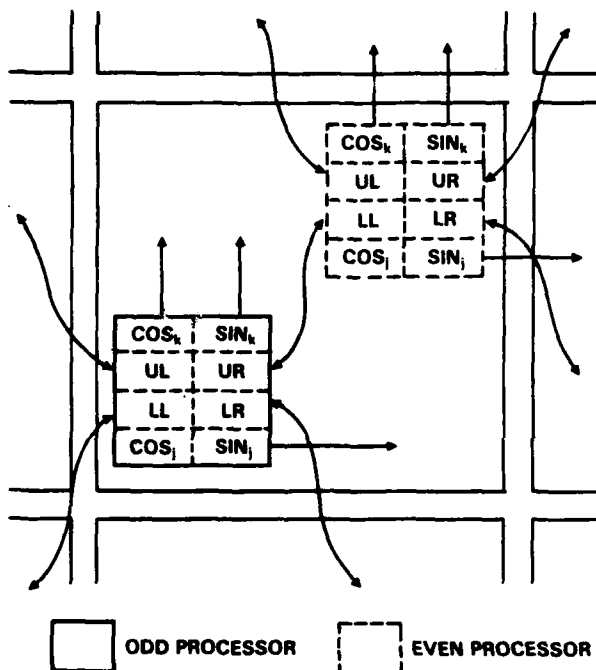 COSₖ SINₖ
UL UR
LL LR
COSⱼ SINⱼ
COSₖ SINₖ
UL UR
LL LR
COSⱼ SINⱼ
ODD PROCESSOR
EVEN PROCESSOR